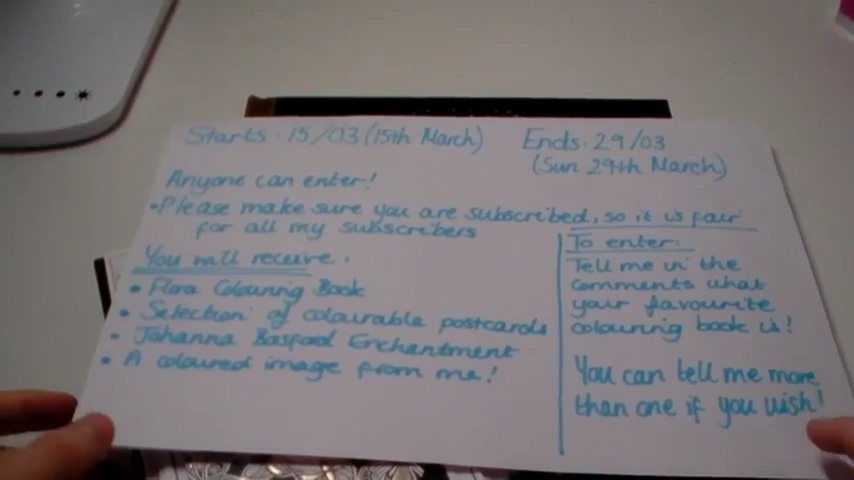 Starts: 15/03 (15th March)
Ends: 29/03
(Sun 29th March)
Anyone can enter!
•Please make sure you are subscribed, so it is fair
for all my subscribers
You will receive:
• Flora Colouring Book
• Selection of colourable postcards
• Johanna Basford Enchantment
• A coloured image from me!
To enter:
Tell me in the
comments what
your favourite
colouring book is!
You can tell me more
than one if you wish!